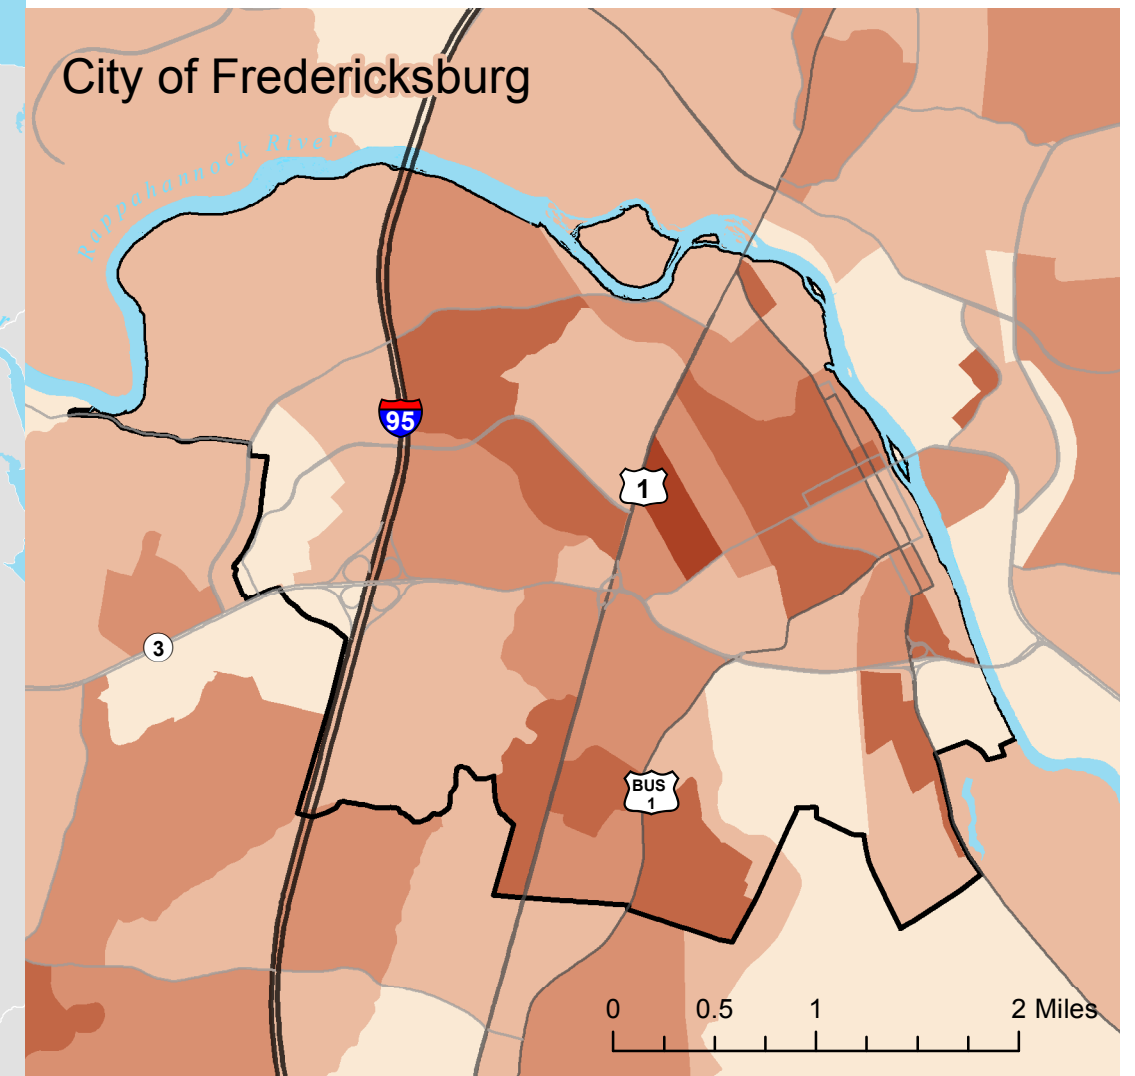 City of Fredericksburg
Rappahannock River
95
1
3
BUS
1
0 0.5 1 2 Miles